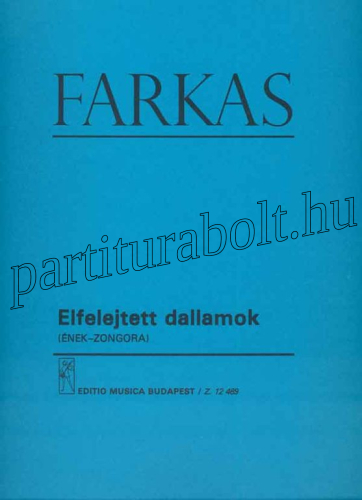 FARKAS
partiturabolt.hu
Elfelejtett dallamok
(ÉNEK-ZONGORA)
EDITIO MUSICA BUDAPEST / Z. 12 489